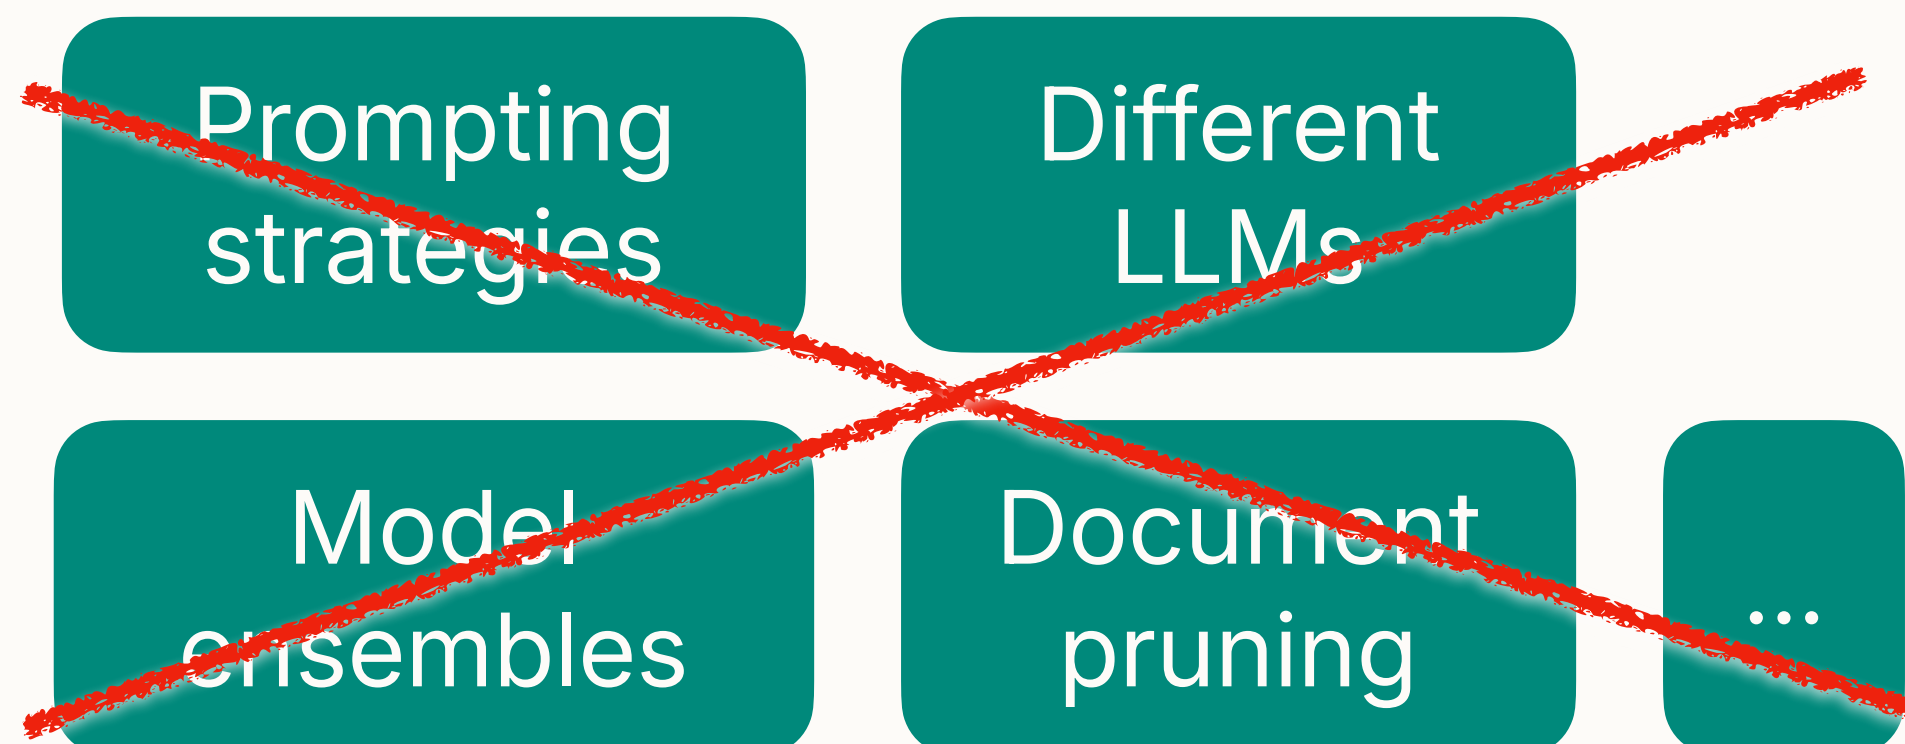 Prompting
strategies
Different
LLMs
Model
ensembles
Document
pruning
...